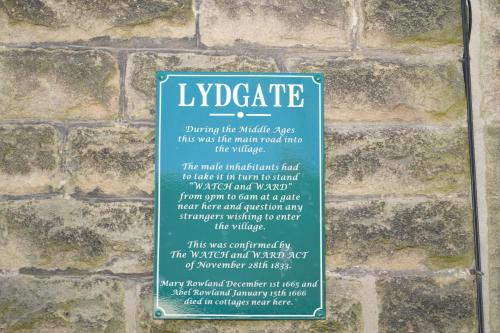 LYDGATE
During the Middle Ages
this was the main road into
the village.
The male inhabitants had
to take it in turn to stand
"WATCH and WARD"
from 9pm to 6am at a gate
near here and question any
strangers wishing to enter
the village.
This was confirmed by
The WATCH and WARD ACT
of November 28th 1833.
Mary Rowland December 1st 1665 and
Abel Rowland January 15th 1666
died in cottages near here.